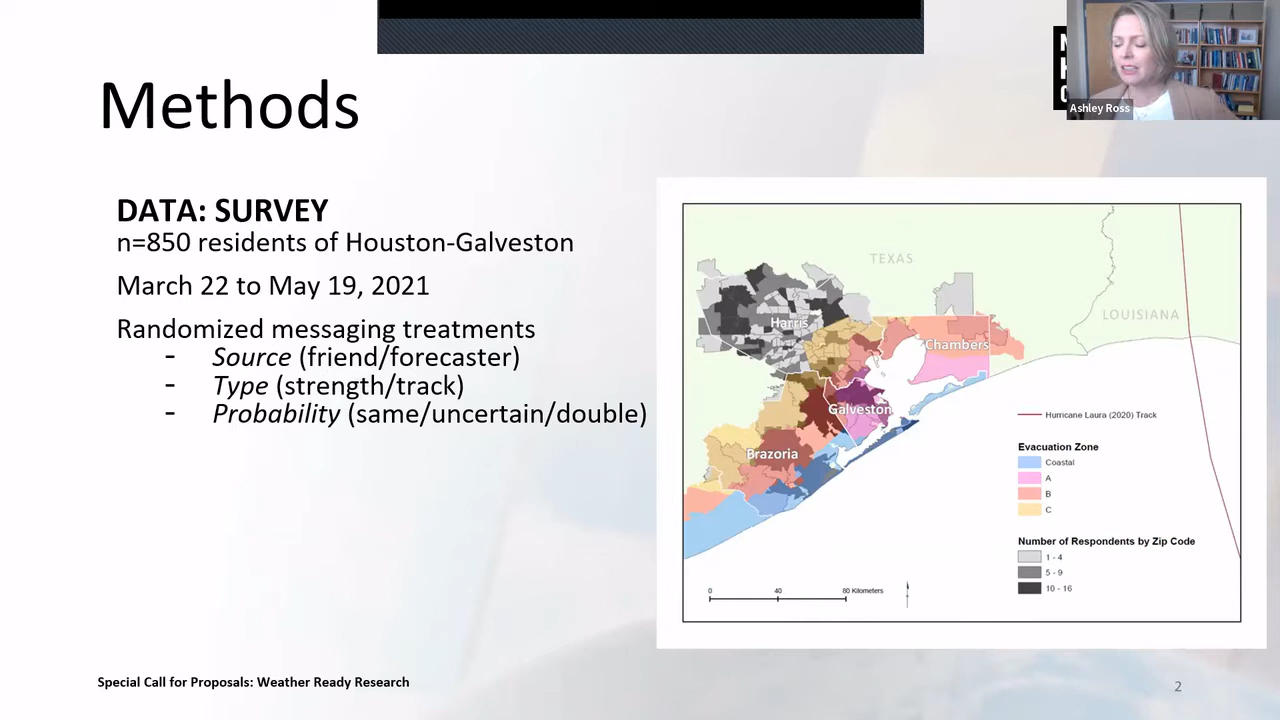 Ashley Ross
Methods
DATA: SURVEY
n=850 residents of Houston-Galveston
March 22 to May 19, 2021
Randomized messaging treatments
- Source (friend/forecaster)
- Type (strength/track)
- Probability (same/uncertain/double)
TEXAS
LOUISIANA
Harris
Chambers
Galveston
Brazoria
Hurricane Laura (2020) Track
Evacuation Zone
Coastal
A
B
C
Number of Respondents by Zip Code
1 - 4
5 - 9
10 - 16
0 40 80 Kilometers
Special Call for Proposals: Weather Ready Research
2